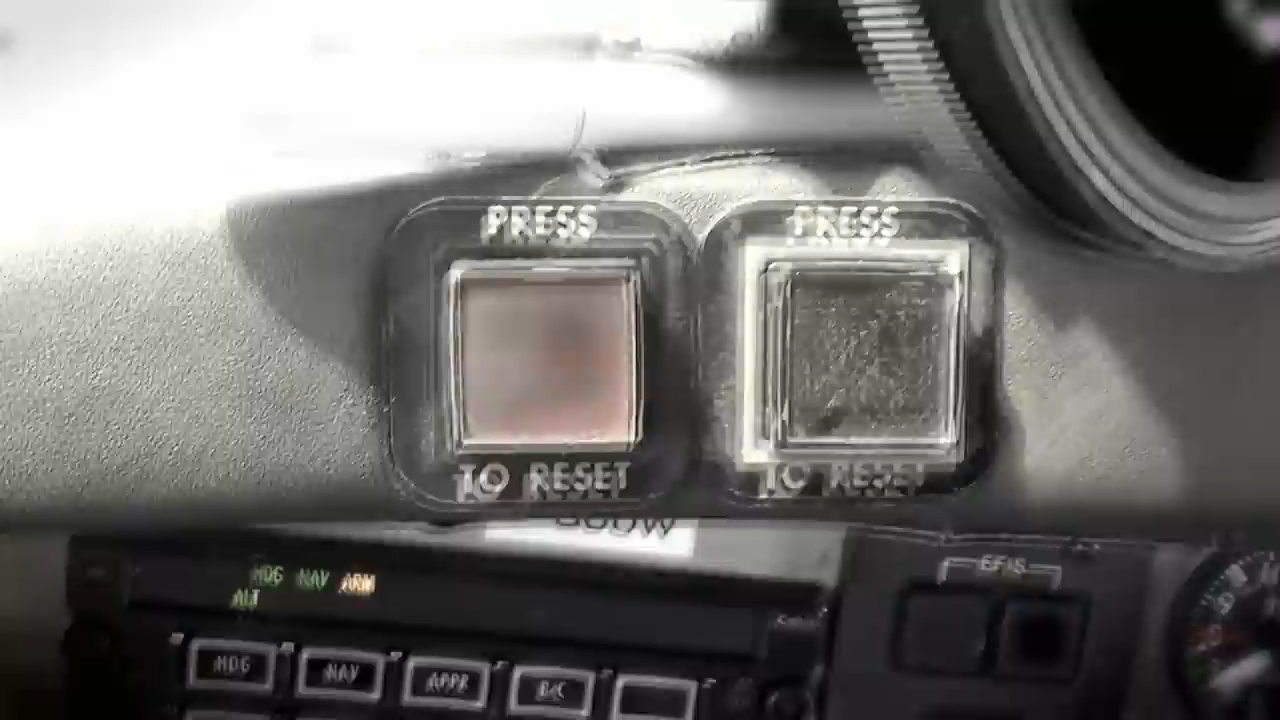 PRESS PRESS
TO RESET TO RESET
HDG NAV ARM
ALT
EFIS
HDG NAV APPR B/C